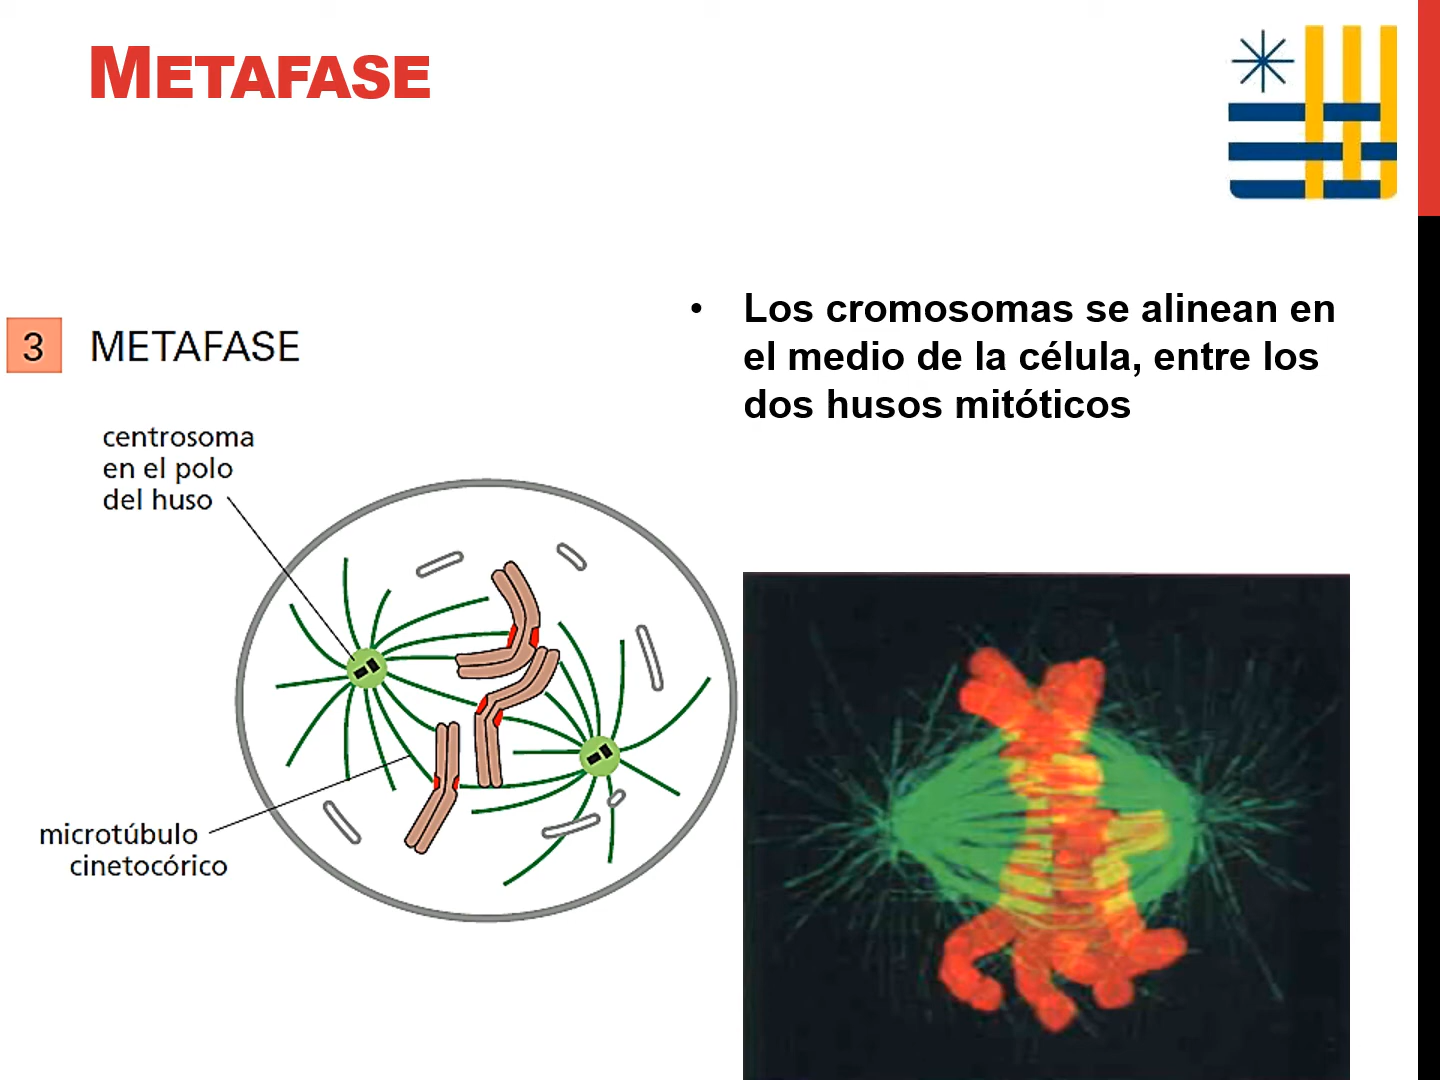 METAFASE
• Los cromosomas se alinean en
el medio de la célula, entre los
dos husos mitóticos
3 METAFASE
centrosoma
en el polo
del huso
microtúbulo
cinetocórico